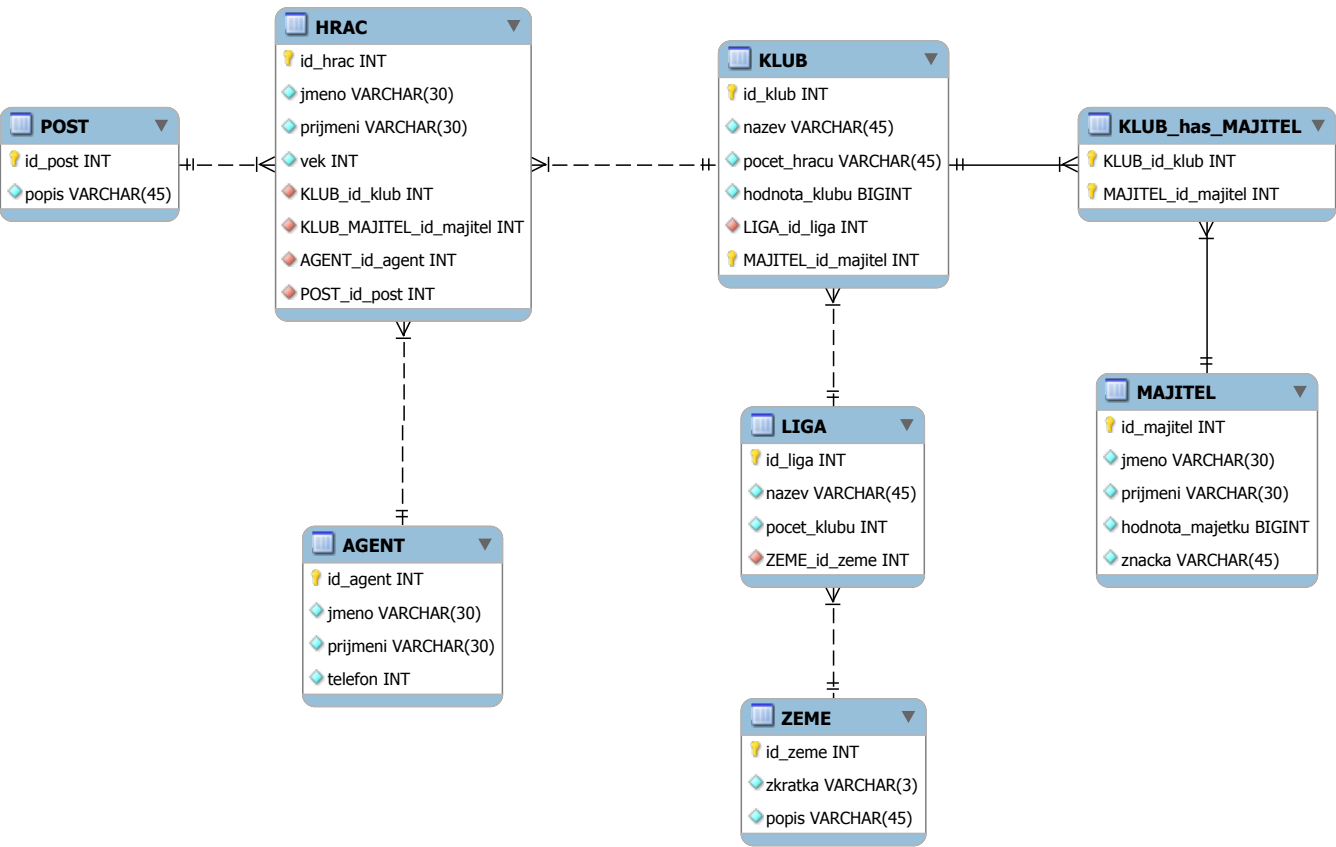 HRAC
id_hrac INT
jmeno VARCHAR(30)
prijmeni VARCHAR(30)
vek INT
KLUB_id_klub INT
KLUB_MAJITEL_id_majitel INT
AGENT_id_agent INT
POST_id_post INT
POST
id_post INT
popis VARCHAR(45)
KLUB
id_klub INT
nazev VARCHAR(45)
pocet_hracu VARCHAR(45)
hodnota_klubu BIGINT
LIGA_id_liga INT
MAJITEL_id_majitel INT
KLUB_has_MAJITEL
KLUB_id_klub INT
MAJITEL_id_majitel INT
MAJITEL
id_majitel INT
jmeno VARCHAR(30)
prijmeni VARCHAR(30)
hodnota_majetku BIGINT
znacka VARCHAR(45)
LIGA
id_liga INT
nazev VARCHAR(45)
pocet_klubu INT
ZEME_id_zeme INT
AGENT
id_agent INT
jmeno VARCHAR(30)
prijmeni VARCHAR(30)
telefon INT
ZEME
id_zeme INT
zkratka VARCHAR(3)
popis VARCHAR(45)